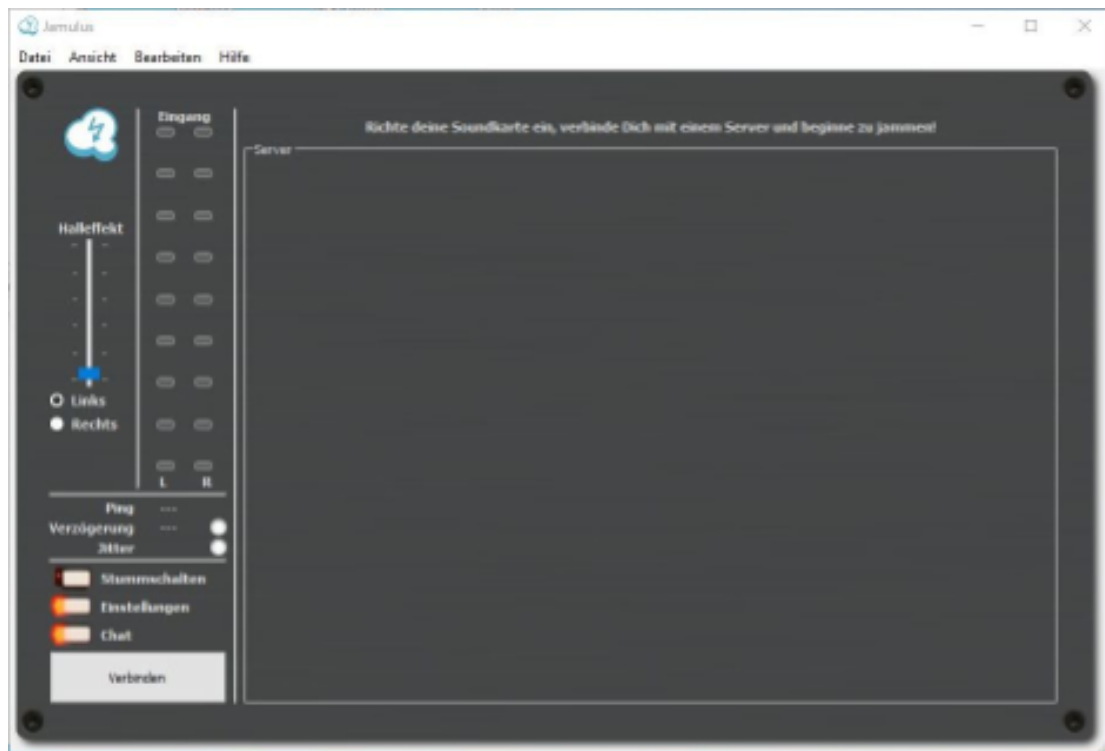 Jamulus
Datei Ansicht Bearbeiten Hilfe
Eingang
Richte deine Soundkarte ein, verbinde Dich mit einem Server und beginne zu jammen!
Server
Halleffekt
Links
Rechts
L R
Ping ---
Verzögerung ---
Jitter
Stummschalten
Einstellungen
Chat
Verbinden